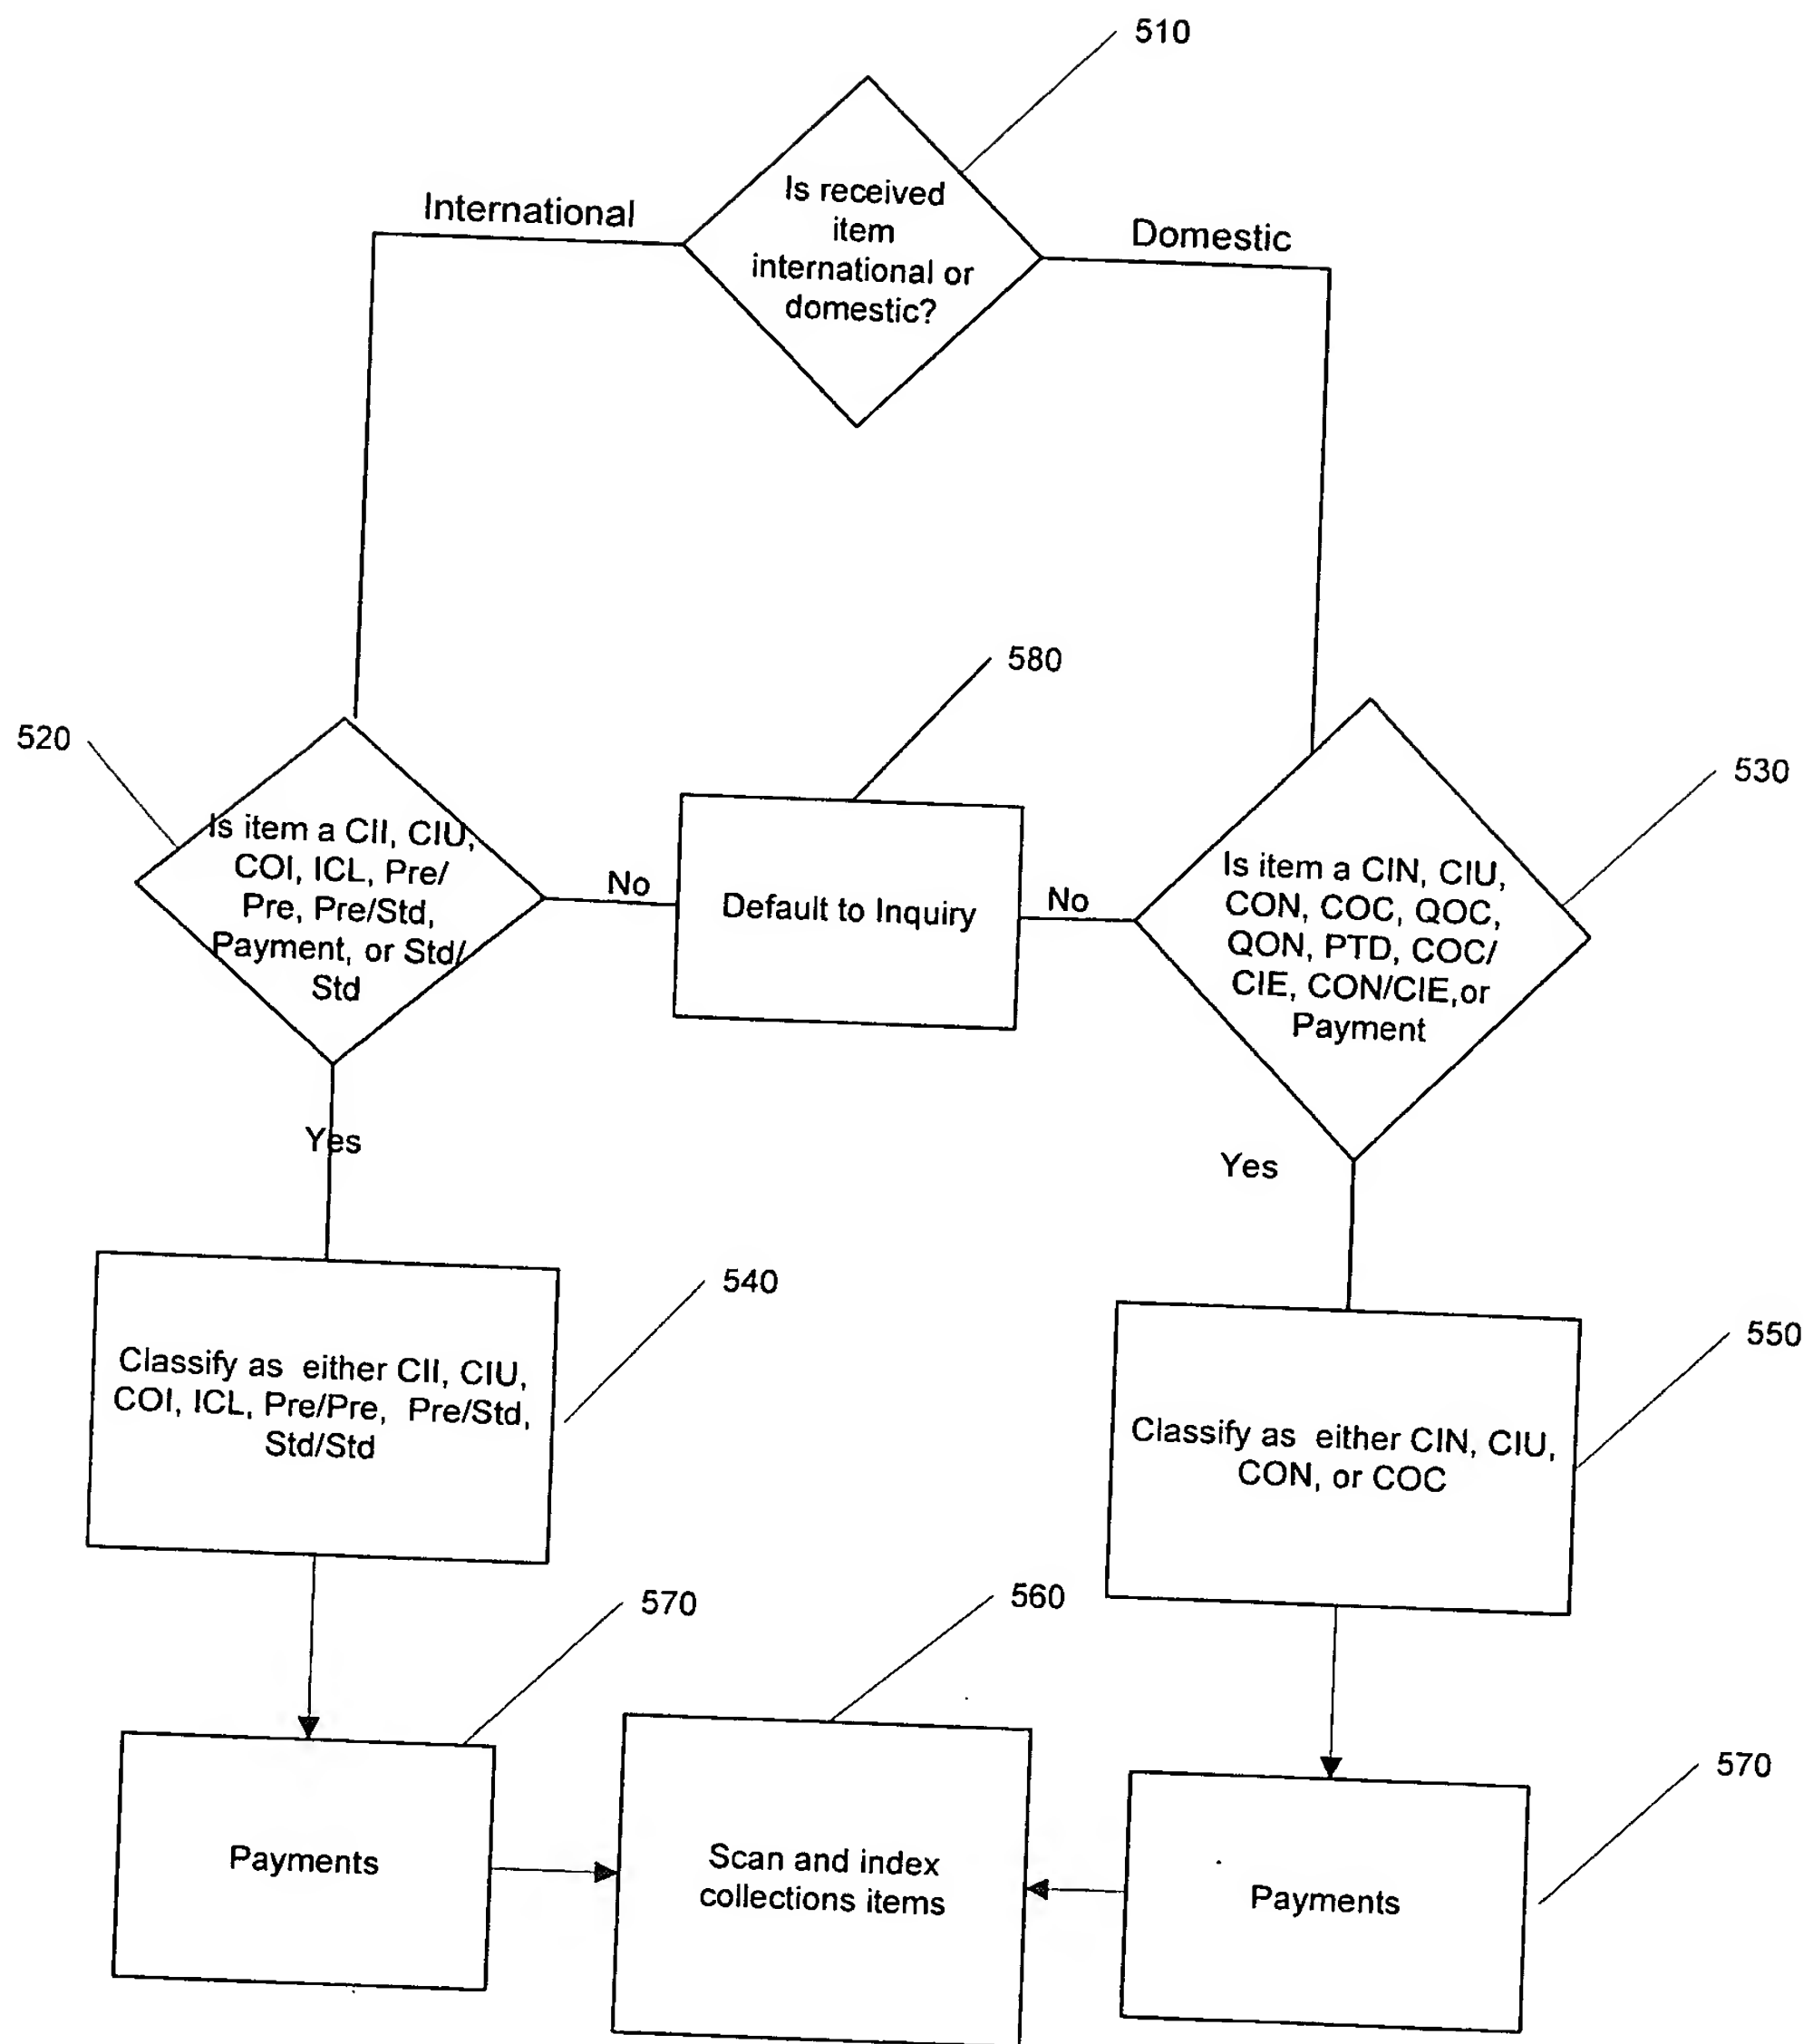 510
Is received
item
international or
domestic?
International
Domestic
580
520
530
Is item a CII, CIU,
COI, ICL, Pre/
Pre, Pre/Std,
Payment, or Std/
Std
No
Default to Inquiry
No
Is item a CIN, CIU,
CON, COC, QOC,
QON, PTD, COC/
CIE, CON/CIE,or
Payment
Yes
Yes
540
Classify as either CII, CIU,
COI, ICL, Pre/Pre, Pre/Std,
Std/Std
550
Classify as either CIN, CIU,
CON, or COC
570
560
570
Payments
Scan and index
collections items
Payments